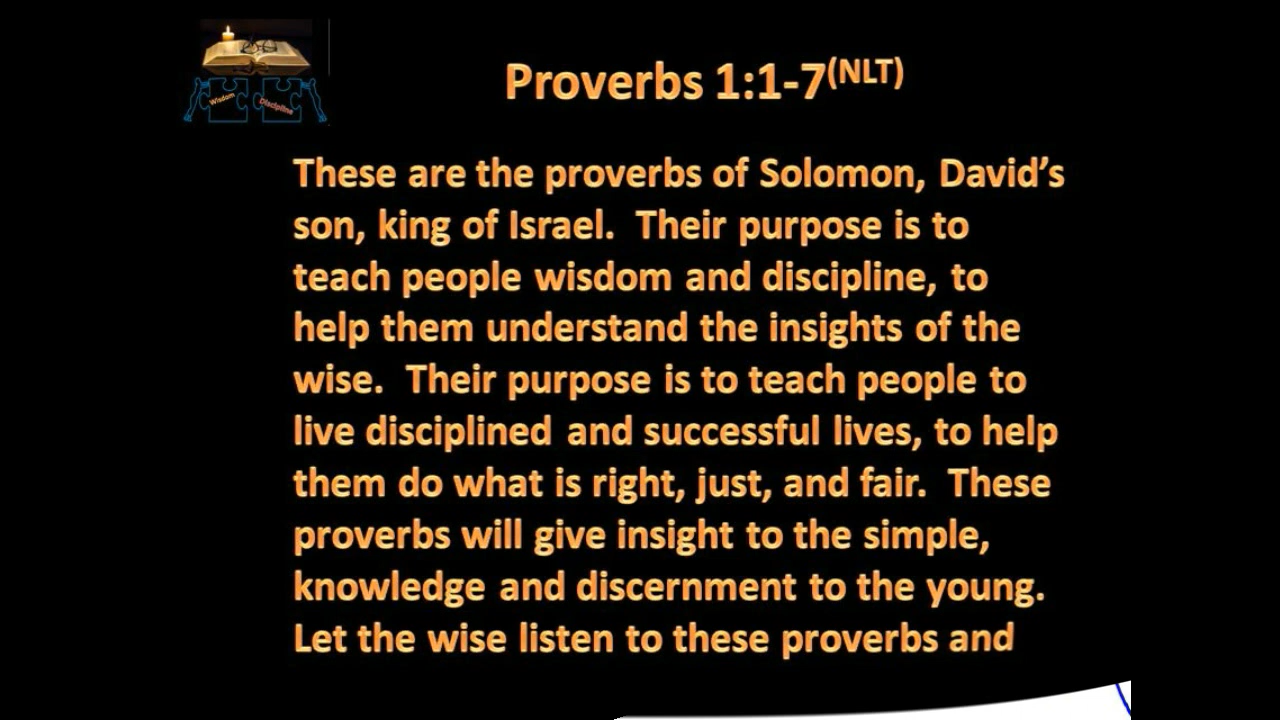 Wisdom
Discipline
Proverbs 1:1-7(NLT)
These are the proverbs of Solomon, David’s
son, king of Israel.  Their purpose is to
teach people wisdom and discipline, to
help them understand the insights of the
wise.  Their purpose is to teach people to
live disciplined and successful lives, to help
them do what is right, just, and fair.  These
proverbs will give insight to the simple,
knowledge and discernment to the young.
Let the wise listen to these proverbs and